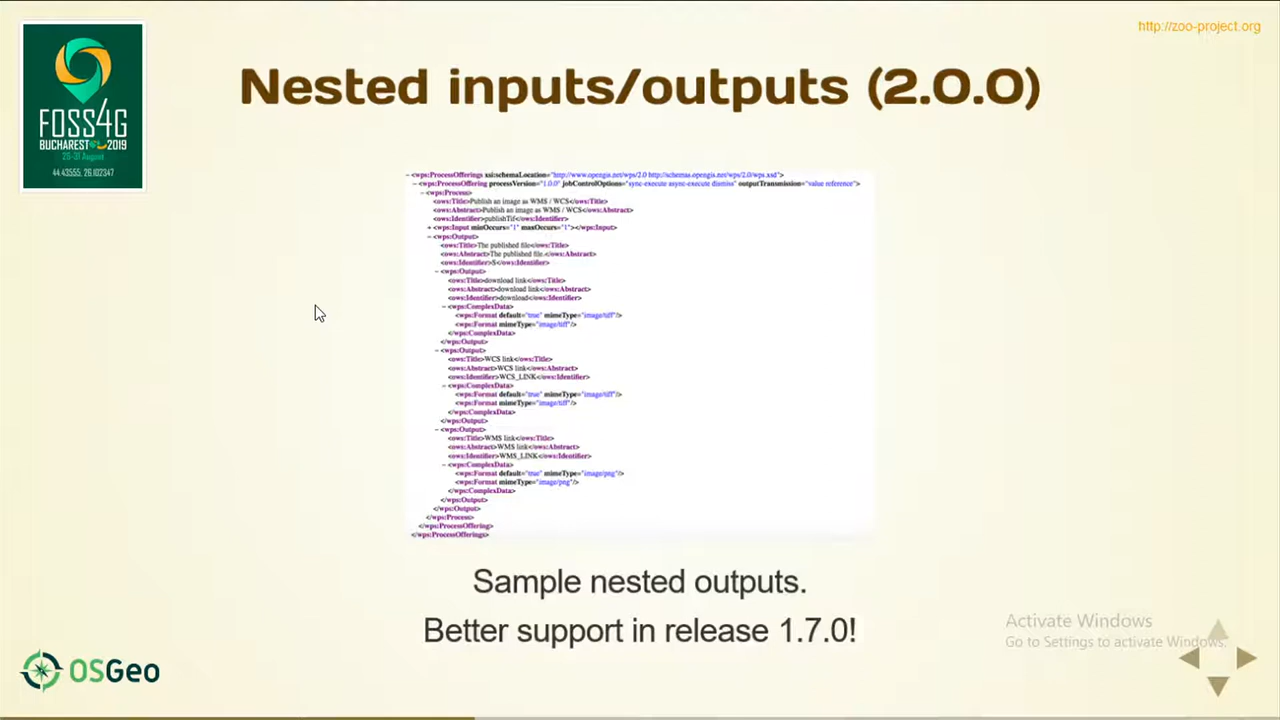 http://zoo-project.org
FOSS4G
BUCHAREST 2019
26-31 August
44.43555, 26.102347
Nested inputs/outputs (2.0.0)
- <wps:ProcessOfferings xsi:schemaLocation="http://www.opengis.net/wps/2.0 http://schemas.opengis.net/wps/2.0/wps.xsd">
- <wps:ProcessOffering processVersion="1.0.0" jobControlOptions="sync-execute async-execute dismiss" outputTransmission="value reference">
- <wps:Process>
<ows:Title>Publish an image as WMS / WCS</ows:Title>
<ows:Abstract>Publish an image as WMS / WCS</ows:Abstract>
<ows:Identifier>publishTif</ows:Identifier>
+ <wps:Input minOccurs="1" maxOccurs="1"></wps:Input>
- <wps:Output>
<ows:Title>The published file</ows:Title>
<ows:Abstract>The published file.</ows:Abstract>
<ows:Identifier>S</ows:Identifier>
- <wps:Output>
<ows:Title>download link</ows:Title>
<ows:Abstract>download link</ows:Abstract>
<ows:Identifier>download</ows:Identifier>
- <wps:ComplexData>
<wps:Format default="true" mimeType="image/tiff"/>
<wps:Format mimeType="image/tiff"/>
</wps:ComplexData>
</wps:Output>
- <wps:Output>
<ows:Title>WCS link</ows:Title>
<ows:Abstract>WCS link</ows:Abstract>
<ows:Identifier>WCS_LINK</ows:Identifier>
- <wps:ComplexData>
<wps:Format default="true" mimeType="image/tiff"/>
<wps:Format mimeType="image/tiff"/>
</wps:ComplexData>
</wps:Output>
- <wps:Output>
<ows:Title>WMS link</ows:Title>
<ows:Abstract>WMS link</ows:Abstract>
<ows:Identifier>WMS_LINK</ows:Identifier>
- <wps:ComplexData>
<wps:Format default="true" mimeType="image/png"/>
<wps:Format mimeType="image/png"/>
</wps:ComplexData>
</wps:Output>
</wps:Output>
</wps:Process>
</wps:ProcessOffering>
</wps:ProcessOfferings>
Sample nested outputs.
Better support in release 1.7.0!
Activate Windows
Go to Settings to activate Windows.
OSGeo